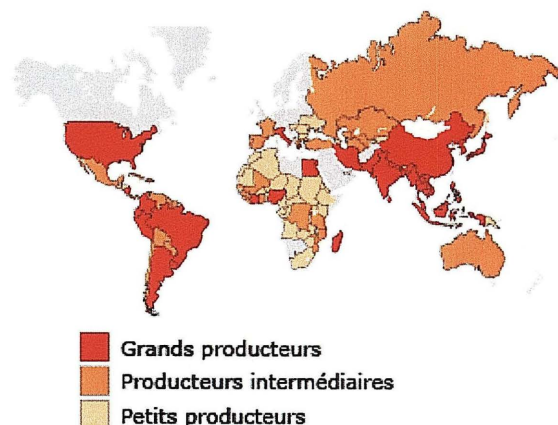 Grands producteurs
Producteurs intermédiaires
Petits producteurs